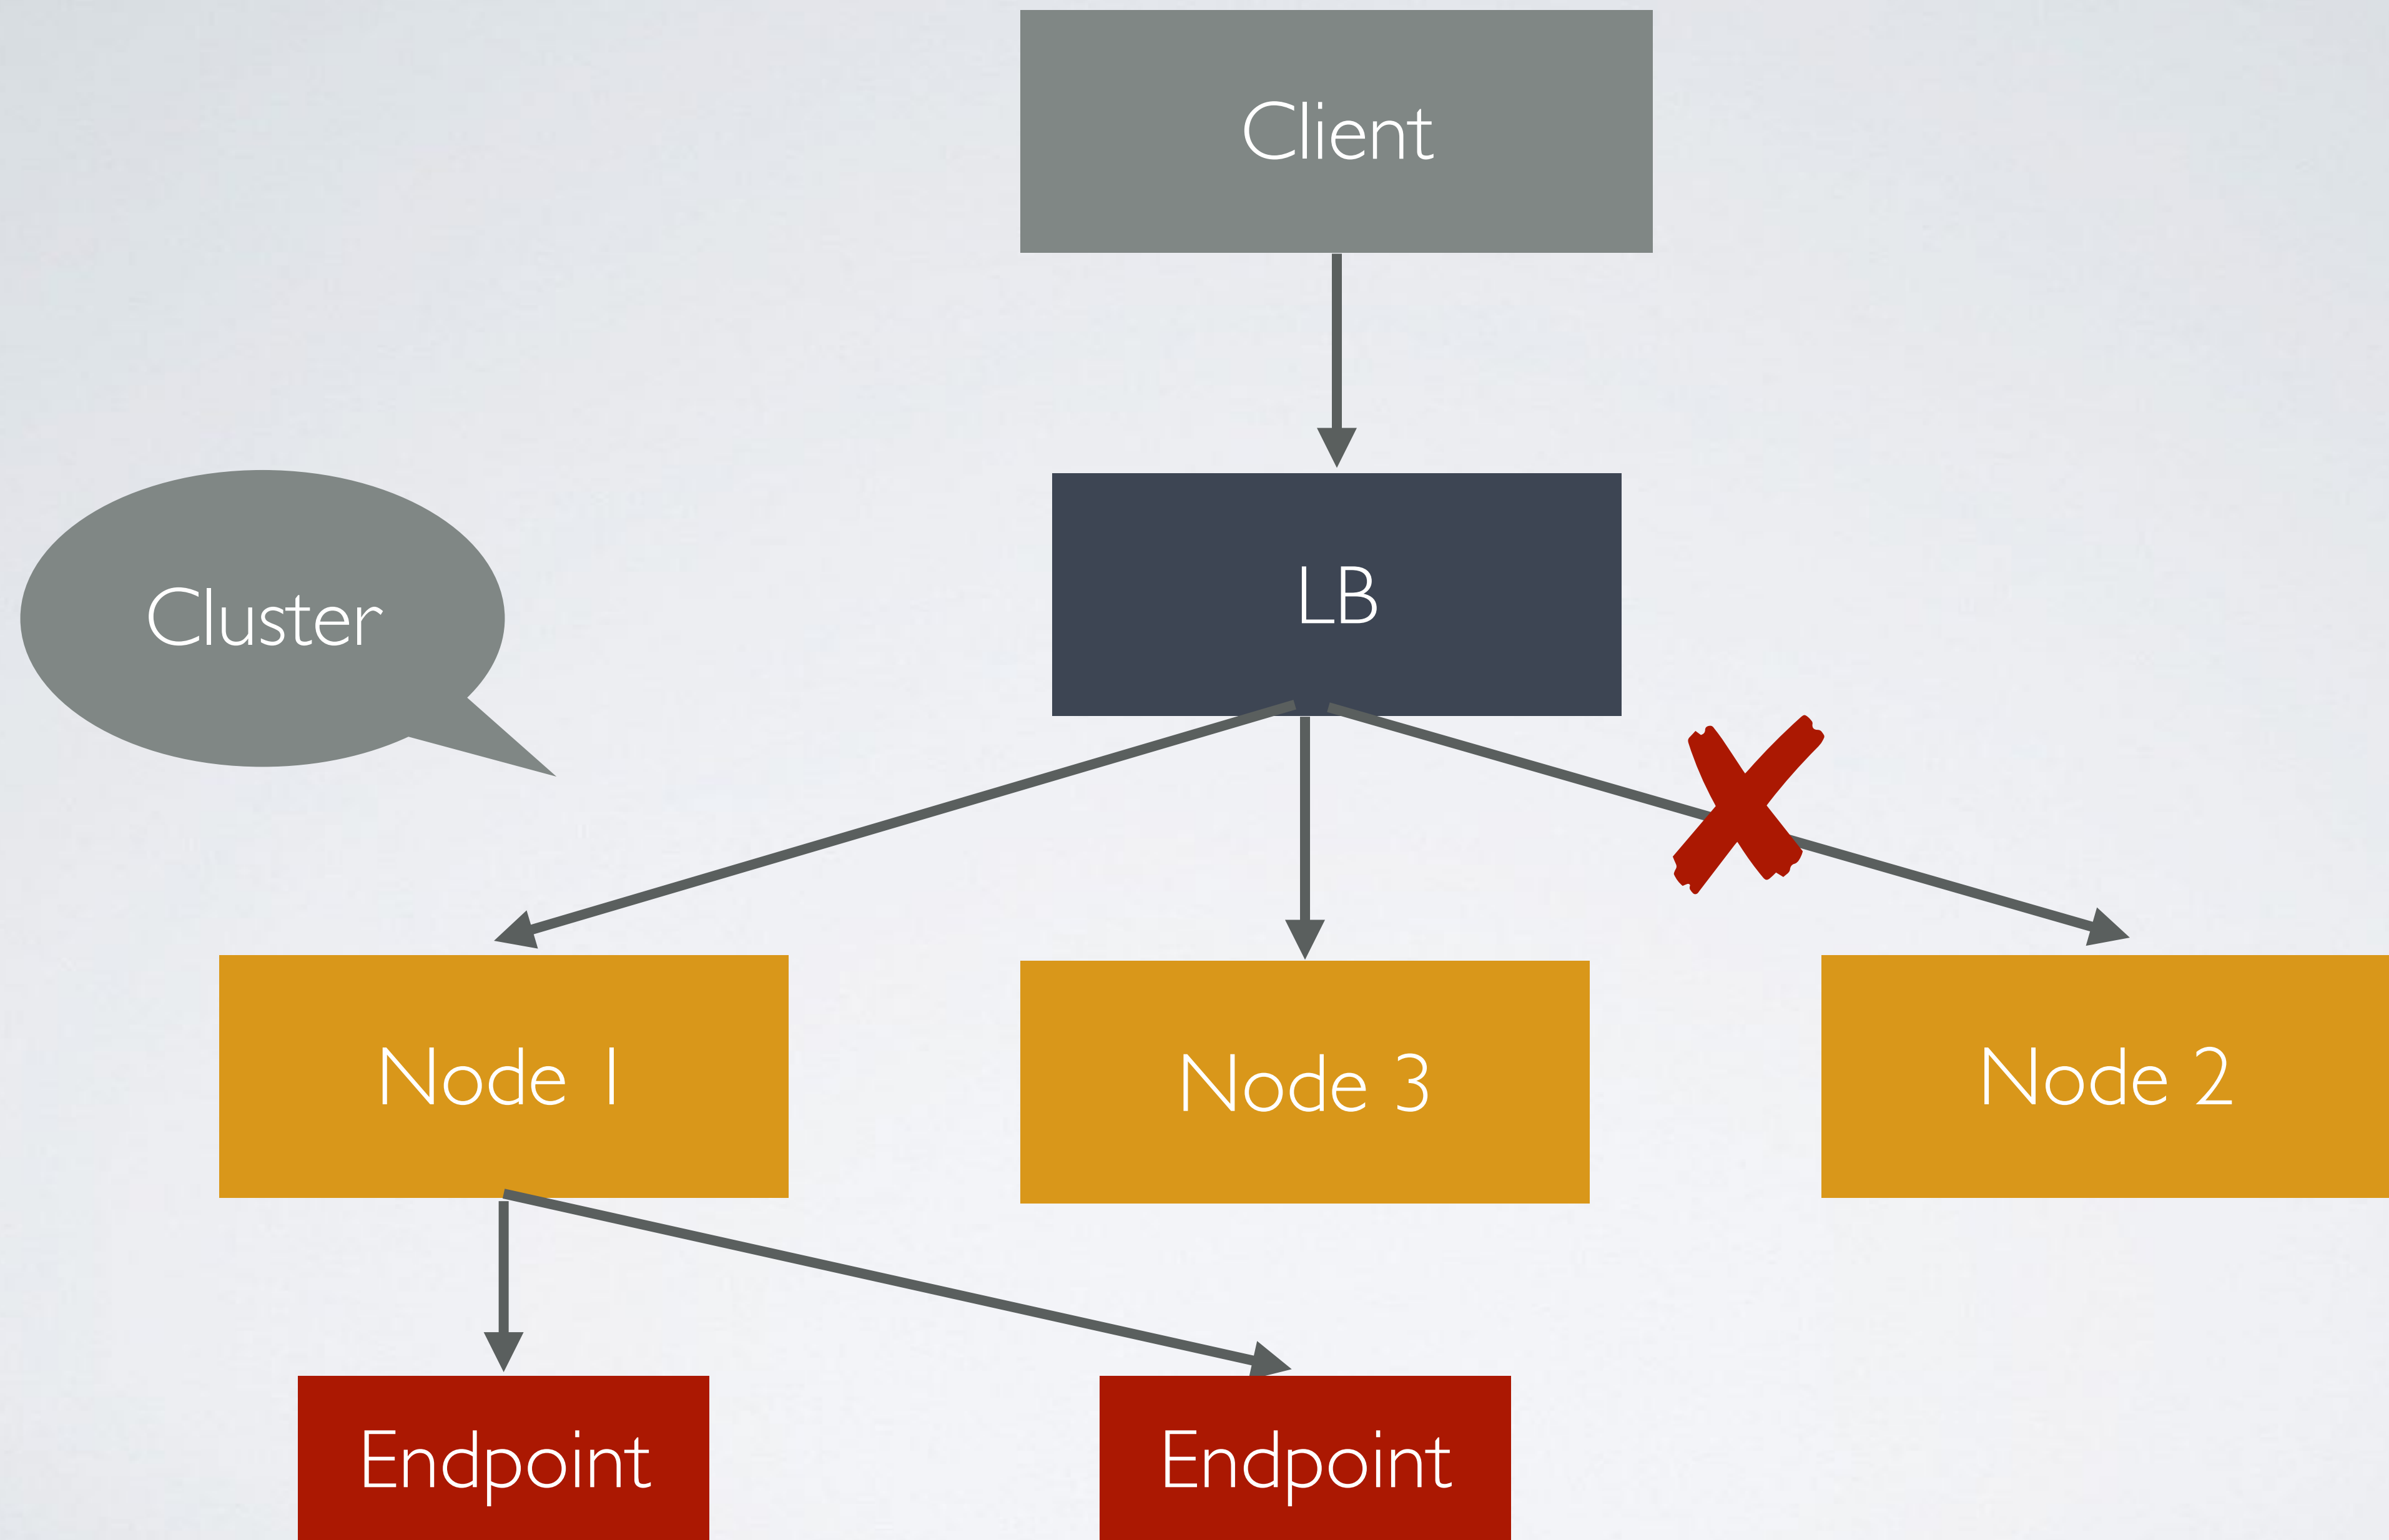 Client
Cluster
LB
Node 1
Node 3
Node 2
Endpoint
Endpoint